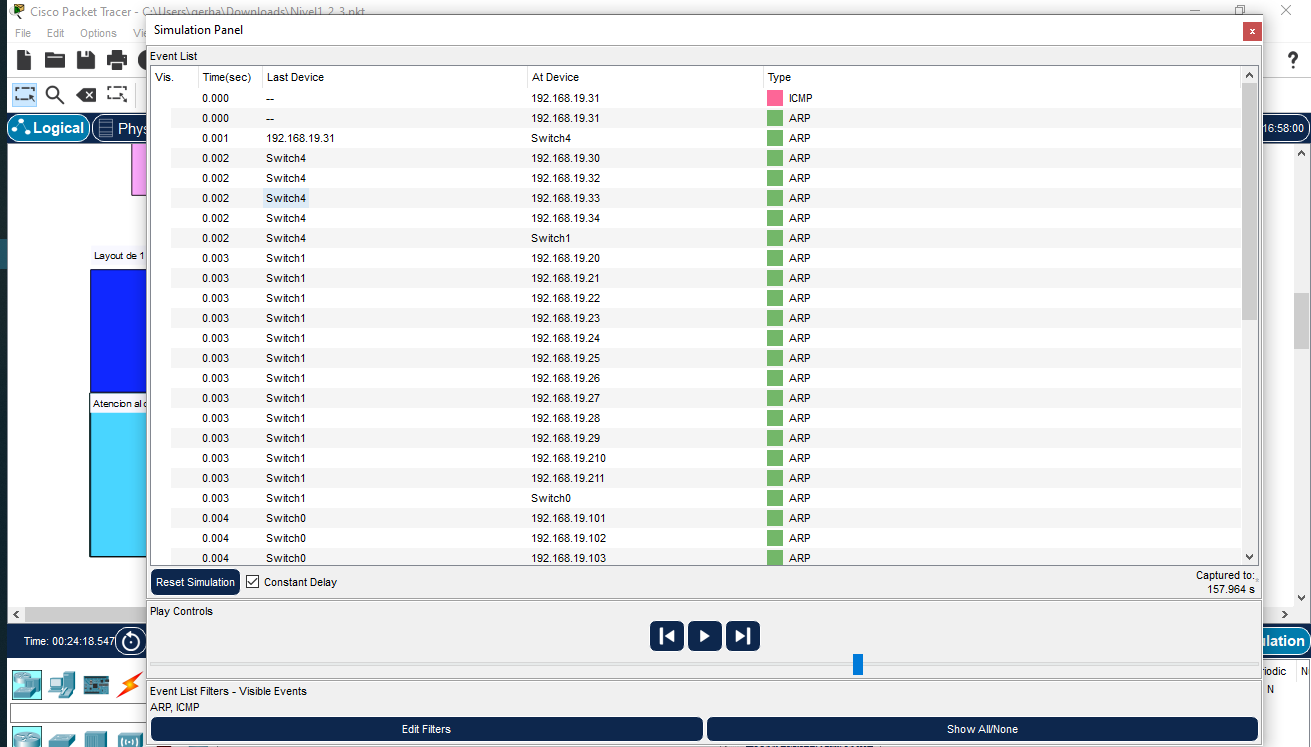 Cisco Packet Tracer - C:\Users\gerha\Downloads\Nivel1_2_3.pkt
File Edit Options
Simulation Panel
x
Event List
?
Vis. Time(sec) Last Device At Device Type
0.000 -- 192.168.19.31 ICMP
0.000 -- 192.168.19.31 ARP
Logical
16:58:00
0.001 192.168.19.31 Switch4 ARP
0.002 Switch4 192.168.19.30 ARP
0.002 Switch4 192.168.19.32 ARP
0.002 Switch4 192.168.19.33 ARP
0.002 Switch4 192.168.19.34 ARP
0.002 Switch4 Switch1 ARP
Layout de 1
0.003 Switch1 192.168.19.20 ARP
0.003 Switch1 192.168.19.21 ARP
0.003 Switch1 192.168.19.22 ARP
0.003 Switch1 192.168.19.23 ARP
0.003 Switch1 192.168.19.24 ARP
0.003 Switch1 192.168.19.25 ARP
0.003 Switch1 192.168.19.26 ARP
Atencion al
0.003 Switch1 192.168.19.27 ARP
0.003 Switch1 192.168.19.28 ARP
0.003 Switch1 192.168.19.29 ARP
0.003 Switch1 192.168.19.210 ARP
0.003 Switch1 192.168.19.211 ARP
0.003 Switch1 Switch0 ARP
0.004 Switch0 192.168.19.101 ARP
0.004 Switch0 192.168.19.102 ARP
0.004 Switch0 192.168.19.103 ARP
Reset Simulation Constant Delay
Captured to:
157.964 s
Play Controls
Time: 00:24:18.547
Event List Filters - Visible Events
ARP, ICMP
N
Edit Filters Show All/None